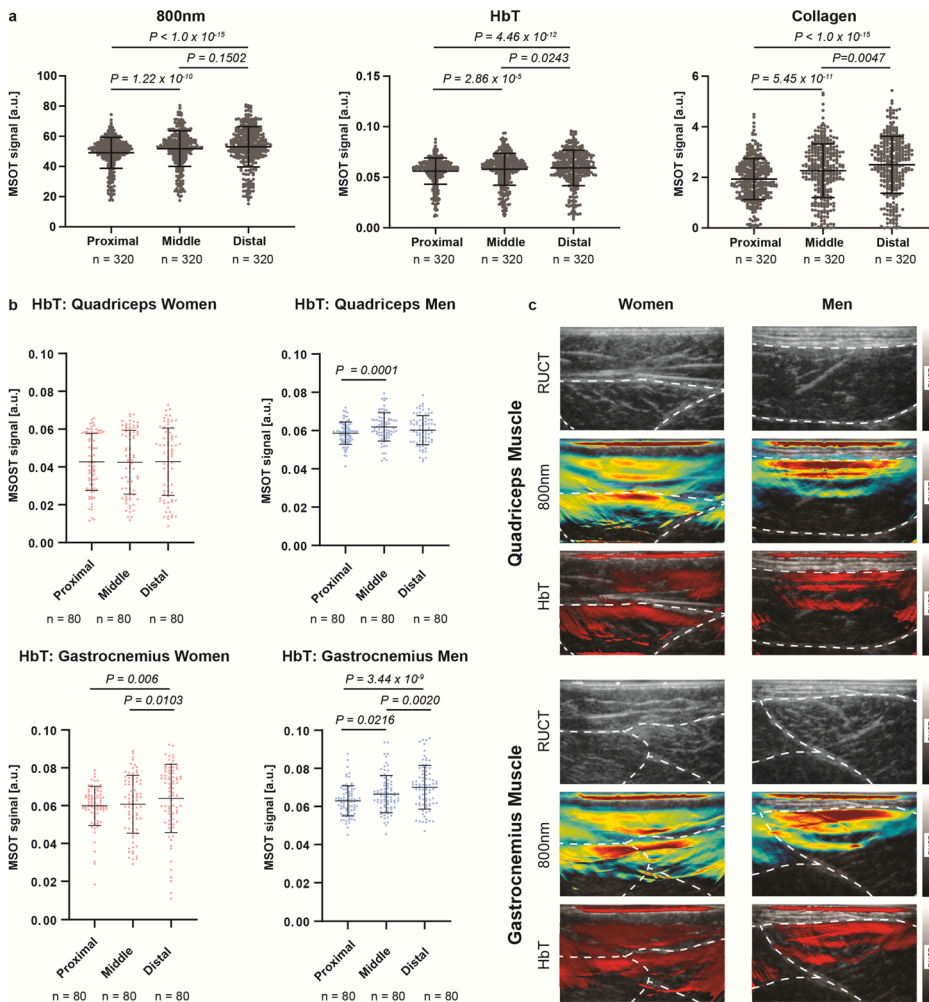 a
800nm
P < 1.0 x 10-15
P = 0.1502
P = 1.22 x 10-10
MSOT signal [a.u.]
100
80
60
40
20
0
Proximal Middle Distal
n = 320 n = 320 n = 320
HbT
P = 4.46 x 10-12
P = 0.0243
P = 2.86 x 10-5
MSOT signal [a.u.]
0.15
0.10
0.05
0.00
Proximal Middle Distal
n = 320 n = 320 n = 320
Collagen
P < 1.0 x 10-15
P=0.0047
P = 5.45 x 10-11
MSOT signal [a.u.]
6
4
2
0
Proximal Middle Distal
n = 320 n = 320 n = 320
b
HbT: Quadriceps Women
MSOST signal [a.u.]
0.10
0.08
0.06
0.04
0.02
0.00
Proximal Middle Distal
n = 80 n = 80 n = 80
HbT: Quadriceps Men
P = 0.0001
MSOT signal [a.u.]
0.10
0.08
0.06
0.04
0.02
0.00
Proximal Middle Distal
n = 80 n = 80 n = 80
HbT: Gastrocnemius Women
P = 0.006
P = 0.0103
MSOT sginal [a.u.]
0.10
0.08
0.06
0.04
0.02
0.00
Proximal Middle Distal
n = 80 n = 80 n = 80
HbT: Gastrocnemius Men
P = 3.44 x 10-9
P = 0.0020
P = 0.0216
MSOT signal [a.u.]
0.10
0.08
0.06
0.04
0.02
0.00
Proximal Middle Distal
n = 80 n = 80 n = 80
c
Women Men
Quadriceps Muscle
RUCT
800nm
HbT
Gastrocnemius Muscle
RUCT
800nm
HbT